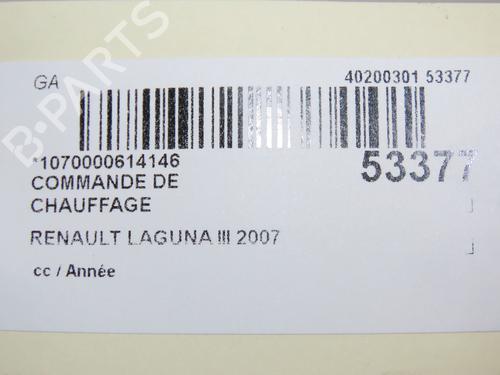 GA
40200301 53377
*1070000614146
53377
COMMANDE DE
CHAUFFAGE
RENAULT LAGUNA III 2007
cc / Année
B-PARTS